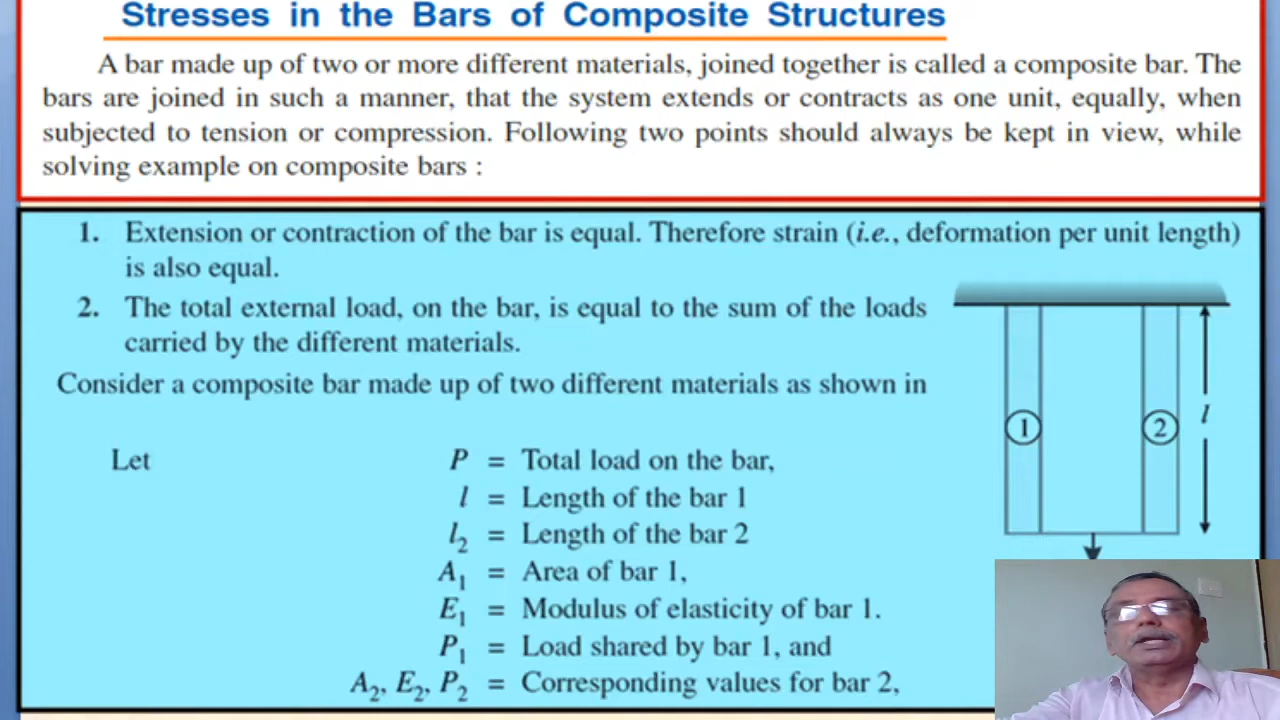 Stresses in the Bars of Composite Structures
A bar made up of two or more different materials, joined together is called a composite bar. The
bars are joined in such a manner, that the system extends or contracts as one unit, equally, when
subjected to tension or compression. Following two points should always be kept in view, while
solving example on composite bars :
1. Extension or contraction of the bar is equal. Therefore strain (i.e., deformation per unit length)
is also equal.
2. The total external load, on the bar, is equal to the sum of the loads
carried by the different materials.
Consider a composite bar made up of two different materials as shown in
1
2
l
Let P = Total load on the bar,
l = Length of the bar 1
l₂ = Length of the bar 2
A₁ = Area of bar 1,
E₁ = Modulus of elasticity of bar 1.
P₁ = Load shared by bar 1, and
A₂, E₂, P₂ = Corresponding values for bar 2,